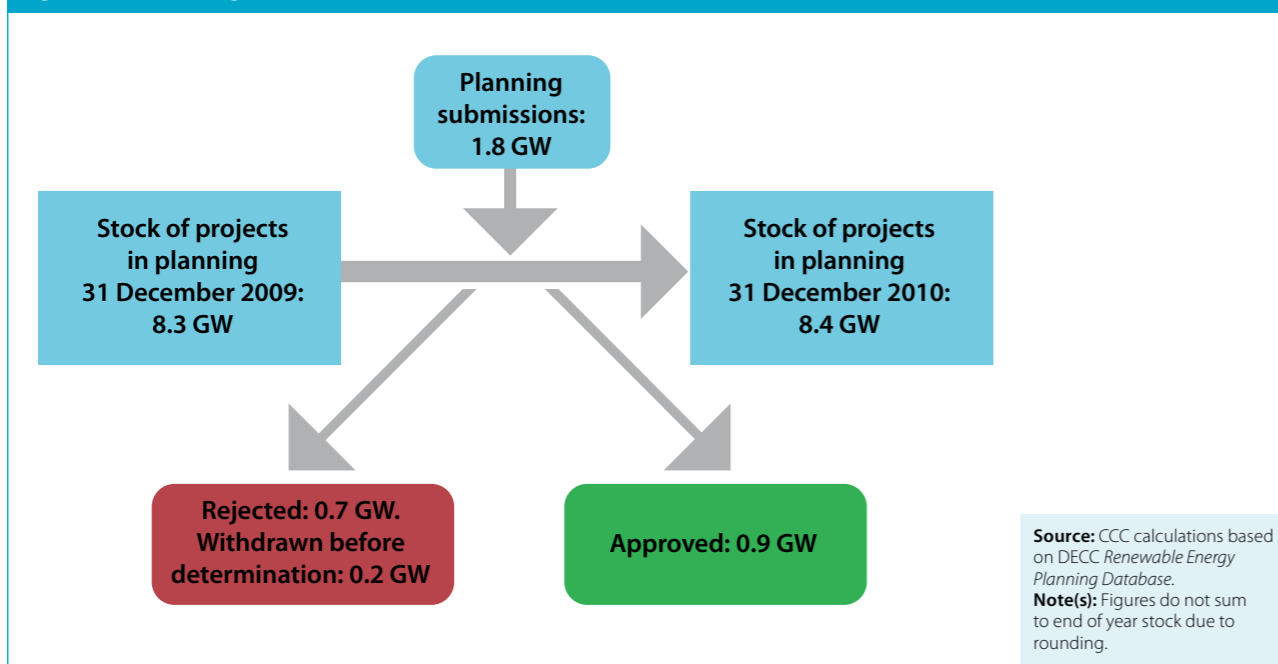 Planning
submissions:
1.8 GW
Stock of projects
in planning
31 December 2009:
8.3 GW
Stock of projects
in planning
31 December 2010:
8.4 GW
Rejected: 0.7 GW.
Withdrawn before
determination: 0.2 GW
Approved: 0.9 GW
Source: CCC calculations based
on DECC Renewable Energy
Planning Database.
Note(s): Figures do not sum
to end of year stock due to
rounding.